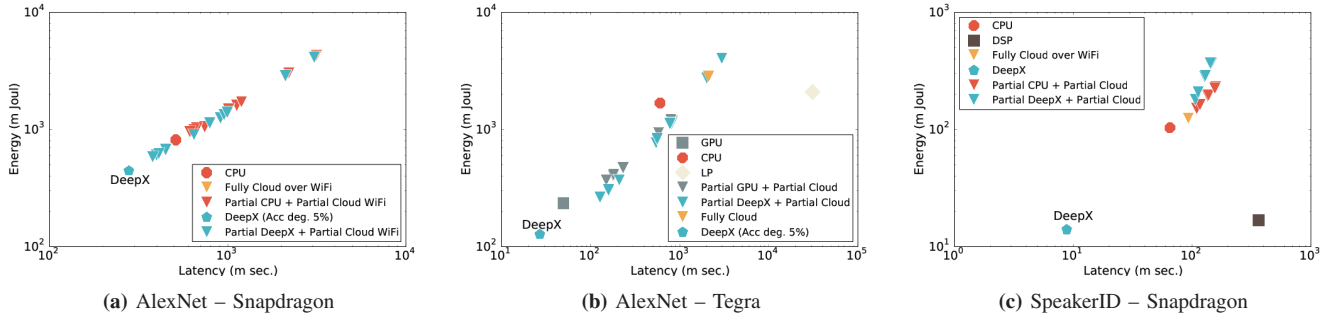 10^4
10^3
10^2
Energy (m Joul)
DeepX
CPU
Fully Cloud over WiFi
Partial CPU + Partial Cloud WiFi
DeepX (Acc deg. 5%)
Partial DeepX + Partial Cloud WiFi
10^2
10^3
10^4
Latency (m sec.)
(a) AlexNet – Snapdragon
10^4
10^3
10^2
Energy (m Joul)
DeepX
GPU
CPU
LP
Partial GPU + Partial Cloud
Partial DeepX + Partial Cloud
Fully Cloud
DeepX (Acc deg. 5%)
10^1
10^2
10^3
10^4
10^5
Latency (m sec.)
(b) AlexNet – Tegra
10^3
10^2
10^1
Energy (m Joul)
CPU
DSP
Fully Cloud over WiFi
DeepX
Partial CPU + Partial Cloud
Partial DeepX + Partial Cloud
DeepX
10^0
10^1
10^2
10^3
Latency (m sec.)
(c) SpeakerID – Snapdragon